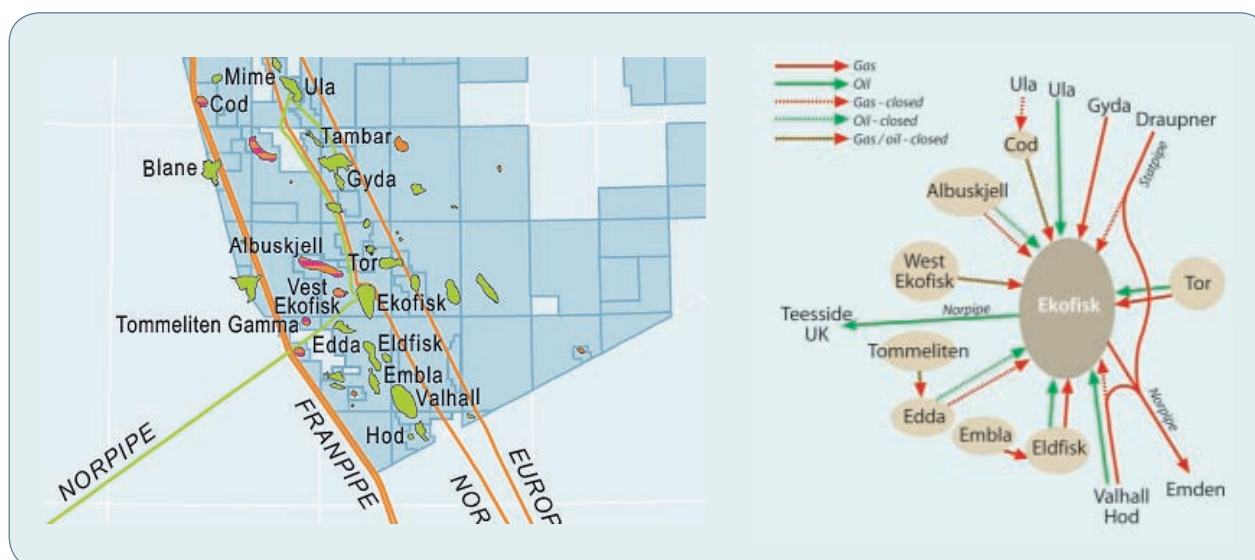 Mime
Ula
Cod
Tambar
Blane
Gyda
Albuskjell
Tor
Vest
Ekofisk
Ekofisk
Tommeliten Gamma
Edda
Eldfisk
Embla
Valhall
Hod
NORPIPE
FRANPIPE
NOR
EUROP
Gas
Oil
Gas - closed
Oil - closed
Gas / oil - closed
Ula
Ula
Gyda
Draupner
Cod
Statpipe
Albuskjell
West
Ekofisk
Ekofisk
Tor
Teesside
UK
Norpipe
Tommeliten
Edda
Embla
Eldfisk
Norpipe
Valhall
Hod
Emden